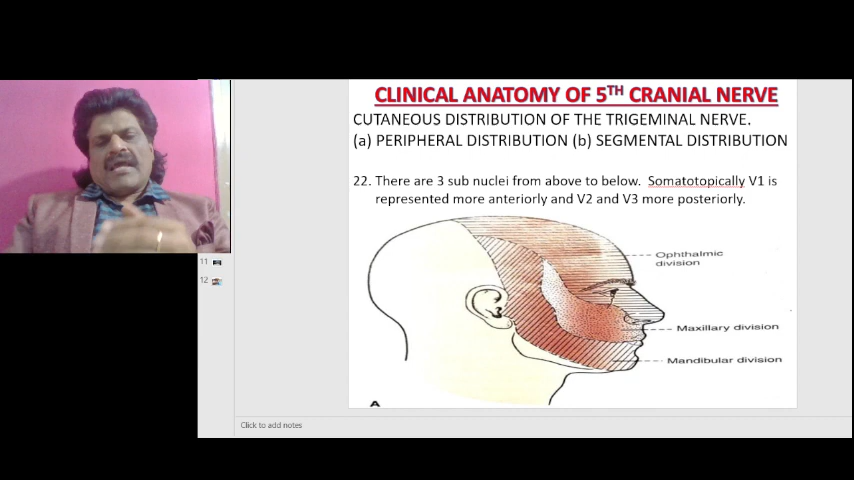 CLINICAL ANATOMY OF 5TH CRANIAL NERVE
CUTANEOUS DISTRIBUTION OF THE TRIGEMINAL NERVE.
(a) PERIPHERAL DISTRIBUTION (b) SEGMENTAL DISTRIBUTION
22. There are 3 sub nuclei from above to below. Somatotopically V1 is
represented more anteriorly and V2 and V3 more posteriorly.
Ophthalmic
division
Maxillary division
Mandibular division
A
11
12
Click to add notes